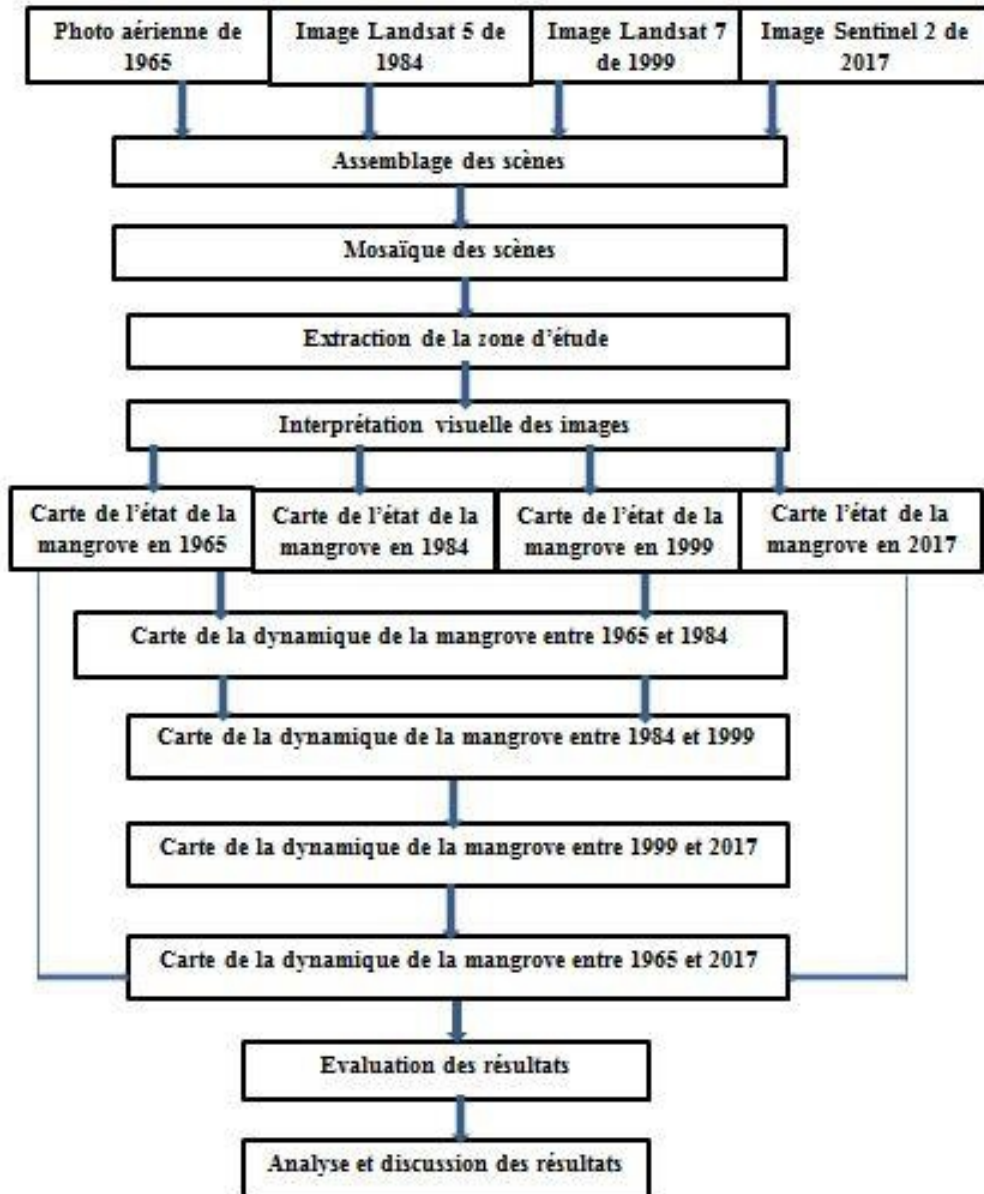 Photo aérienne de
1965
Image Landsat 5 de
1984
Image Landsat 7
de 1999
Image Sentinel 2 de
2017
Assemblage des scènes
Mosaïque des scènes
Extraction de la zone d'étude
Interprétation visuelle des images
Carte de l'état de la
mangrove en 1965
Carte de l'état de la
mangrove en 1984
Carte de l'état de la
mangrove en 1999
Carte l'état de la
mangrove en 2017
Carte de la dynamique de la mangrove entre 1965 et 1984
Carte de la dynamique de la mangrove entre 1984 et 1999
Carte de la dynamique de la mangrove entre 1999 et 2017
Carte de la dynamique de la mangrove entre 1965 et 2017
Evaluation des résultats
Analyse et discussion des résultats